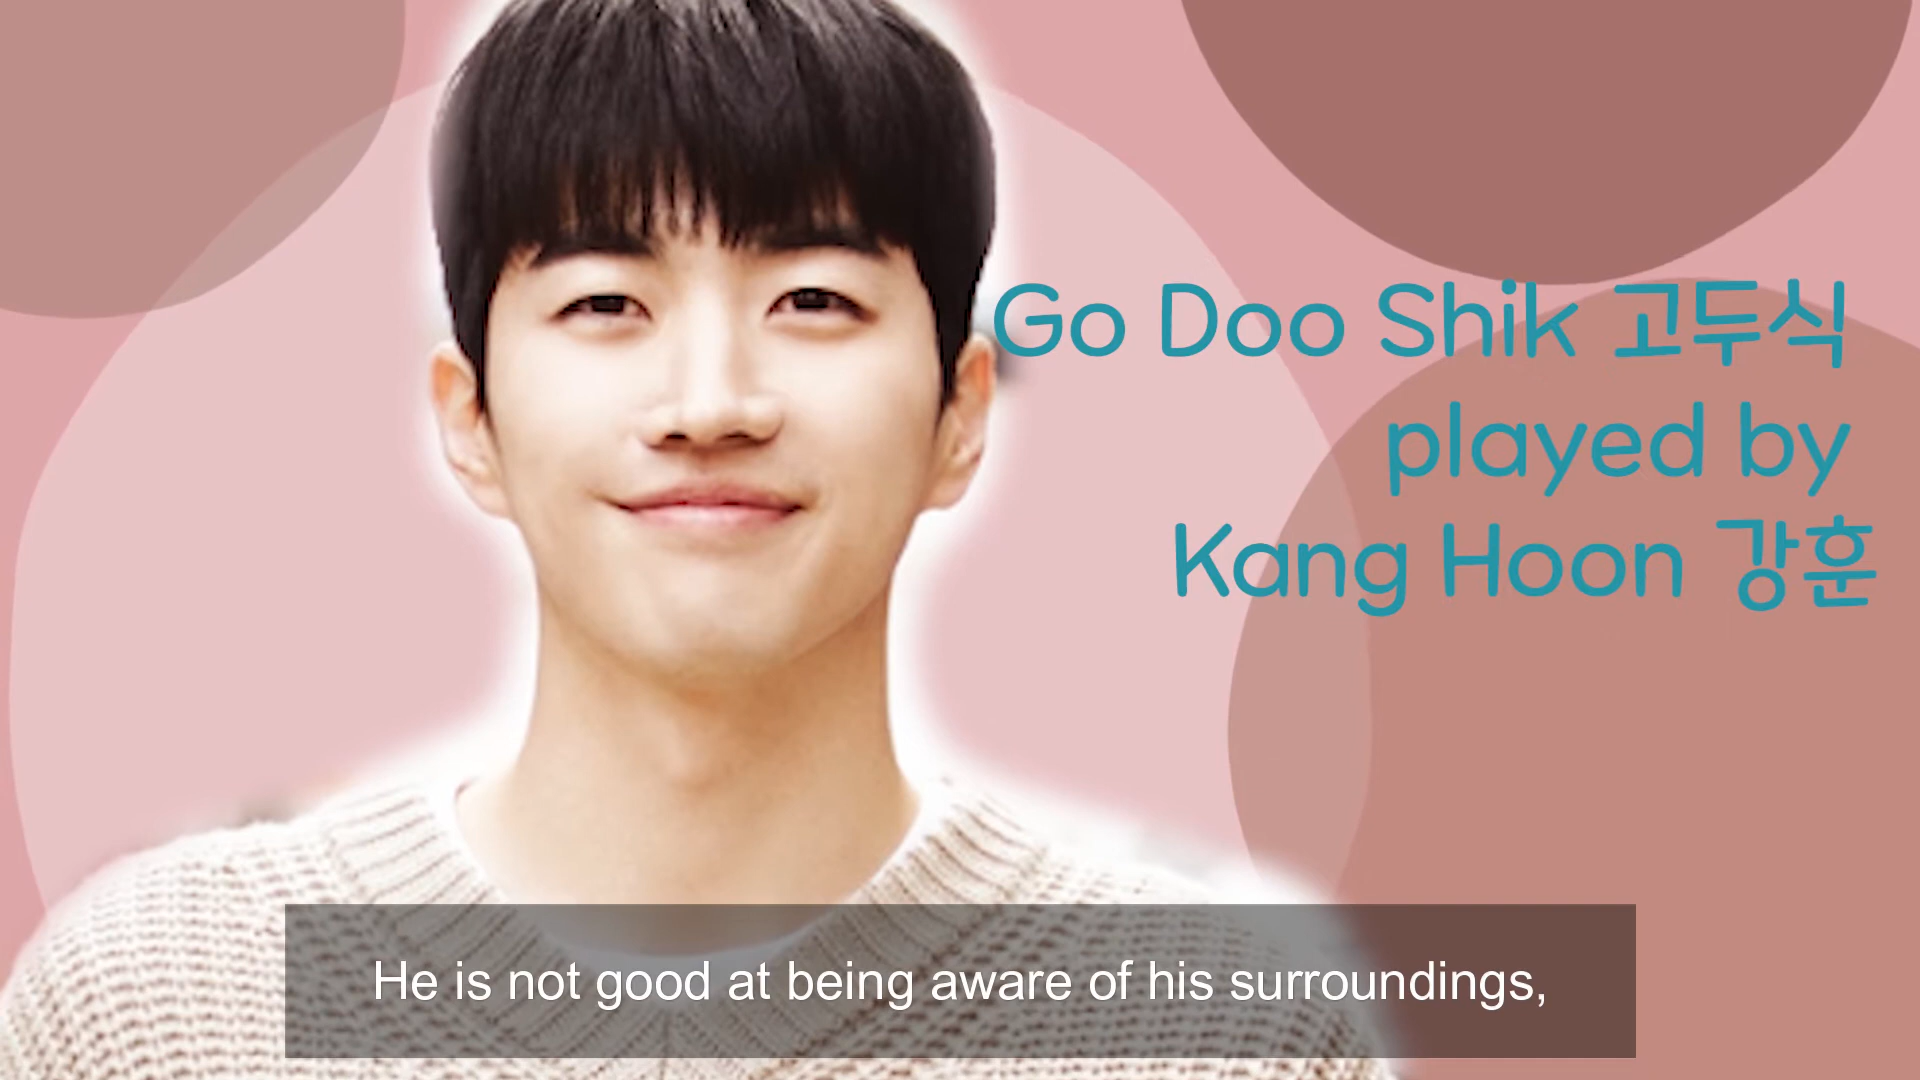 Go Doo Shik 고두식
played by
Kang Hoon 강훈
He is not good at being aware of his surroundings,